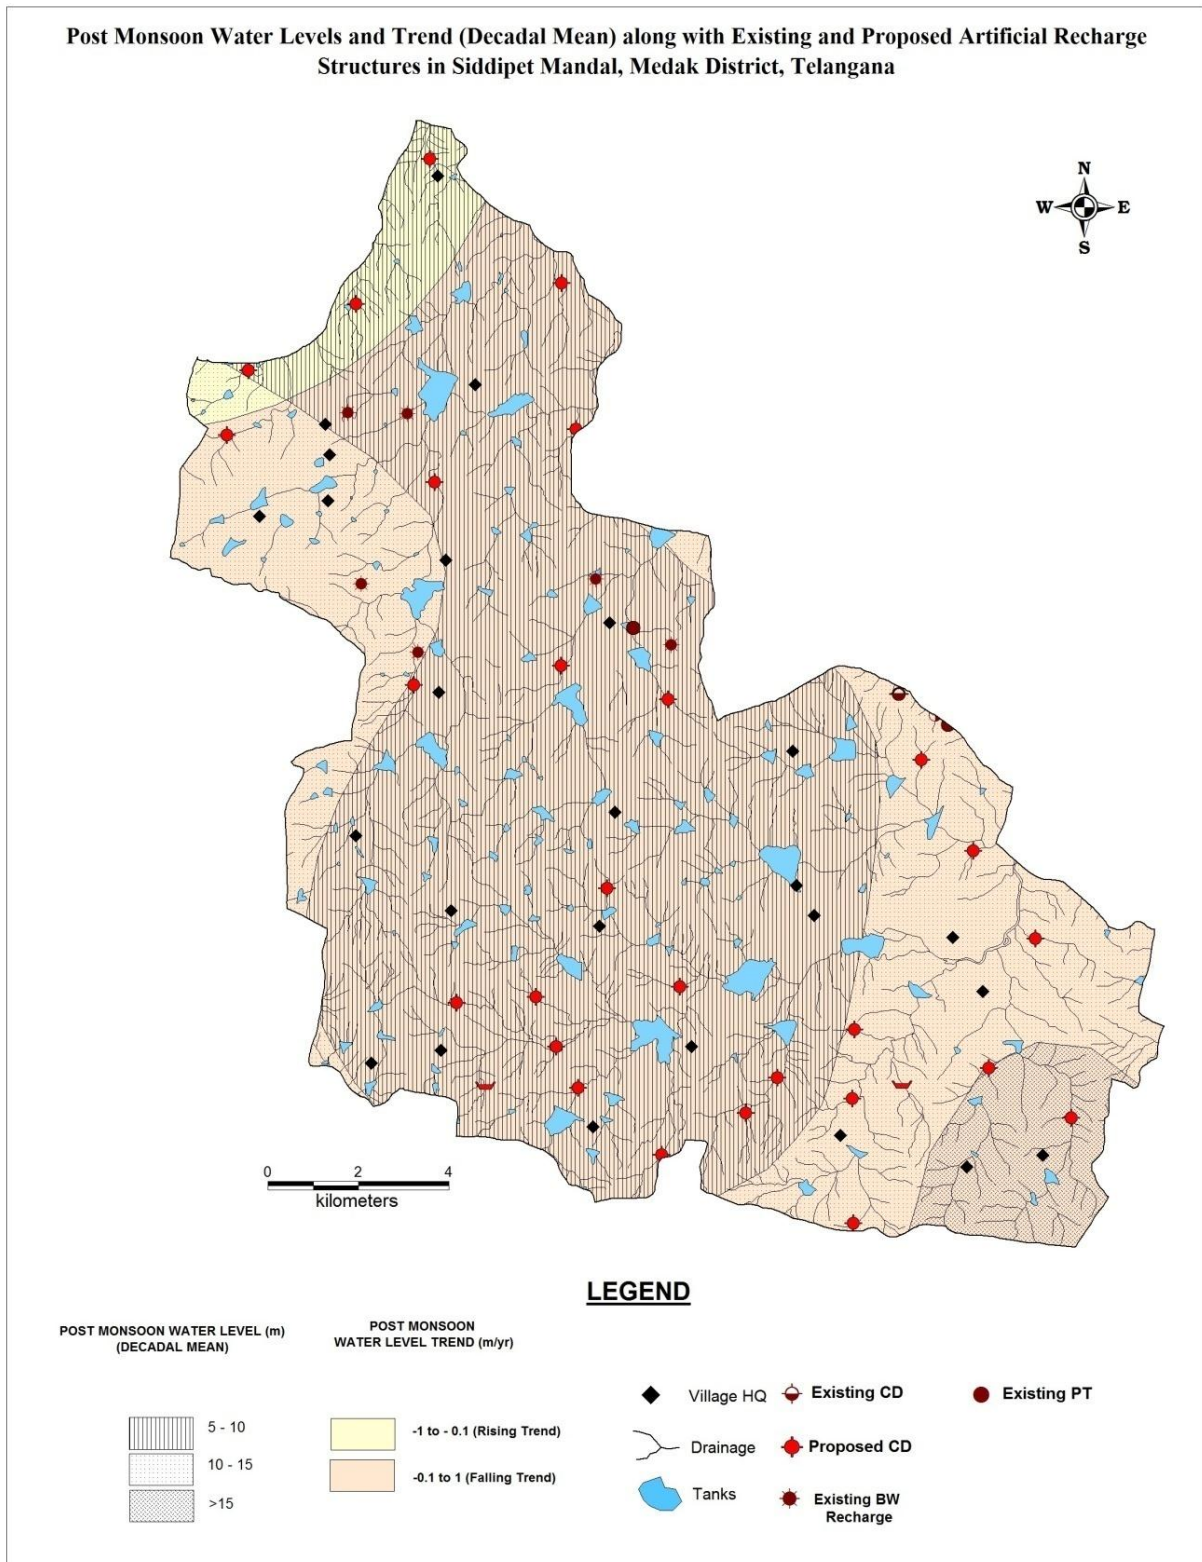 Post Monsoon Water Levels and Trend (Decadal Mean) along with Existing and Proposed Artificial Recharge
Structures in Siddipet Mandal, Medak District, Telangana
N
W E
S
0 2 4
kilometers
LEGEND
POST MONSOON WATER LEVEL (m)
(DECADAL MEAN)
5 - 10
10 - 15
>15
POST MONSOON
WATER LEVEL TREND (m/yr)
-1 to - 0.1 (Rising Trend)
-0.1 to 1 (Falling Trend)
Village HQ
Drainage
Tanks
Existing CD
Proposed CD
Existing BW
Recharge
Existing PT